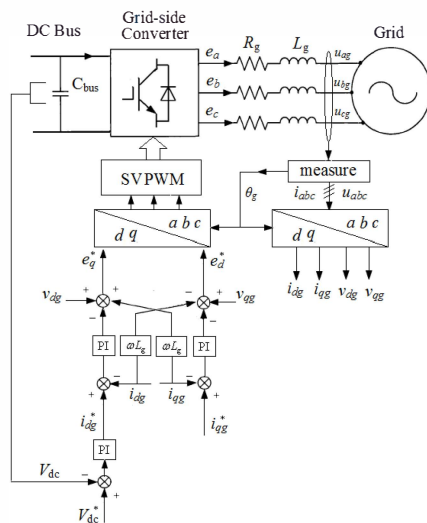 Grid-side
Converter
DC Bus
Grid
C_bus
e_a
e_b
e_c
R_g
L_g
u_ag
u_bg
u_cg
SVPWM
measure
θ_g
i_abc
u_abc
a b c
d q
a b c
d q
e_q^*
e_d^*
i_dg
i_qg
v_dg
v_qg
v_dg
+
+
-
+
v_qg
-
-
PI
ωL_g
ωL_g
PI
+
-
-
+
i_dg
i_qg
i_dg^*
i_qg^*
PI
V_dc
-
+
V_dc^*